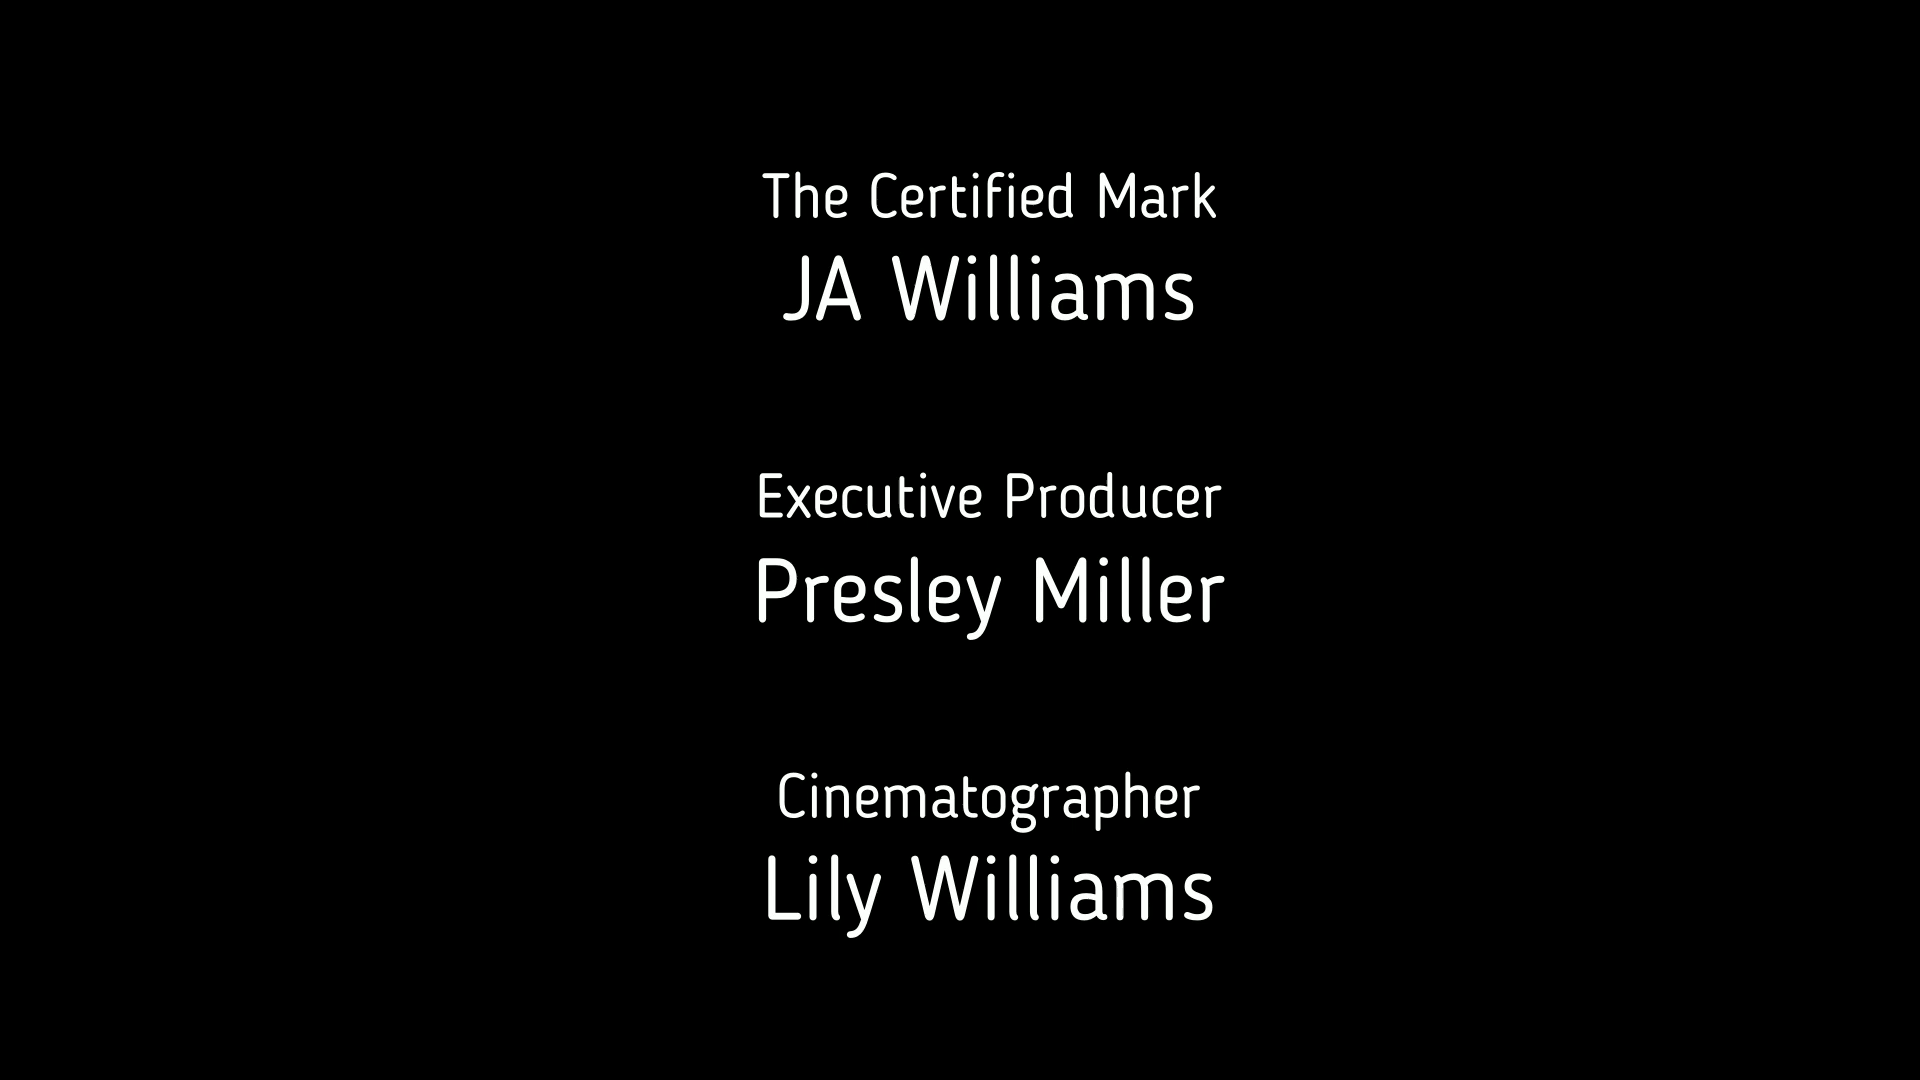 The Certified Mark
JA Williams
Executive Producer
Presley Miller
Cinematographer
Lily Williams